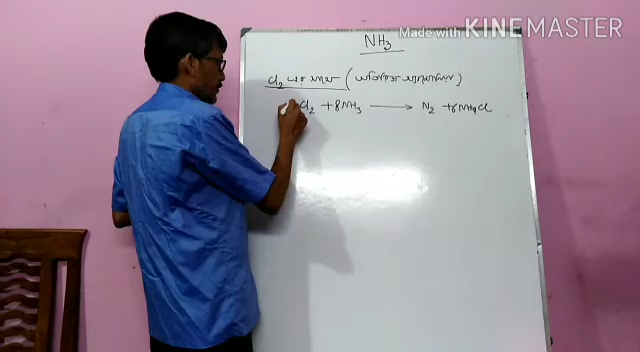 Made with KINEMASTER
NH₃
Cl₂ এর সাথে (অতিরিক্ত অ্যামোনিয়া)
Cl₂ + 8NH₃ ⟶ N₂ + 6NH₄Cl